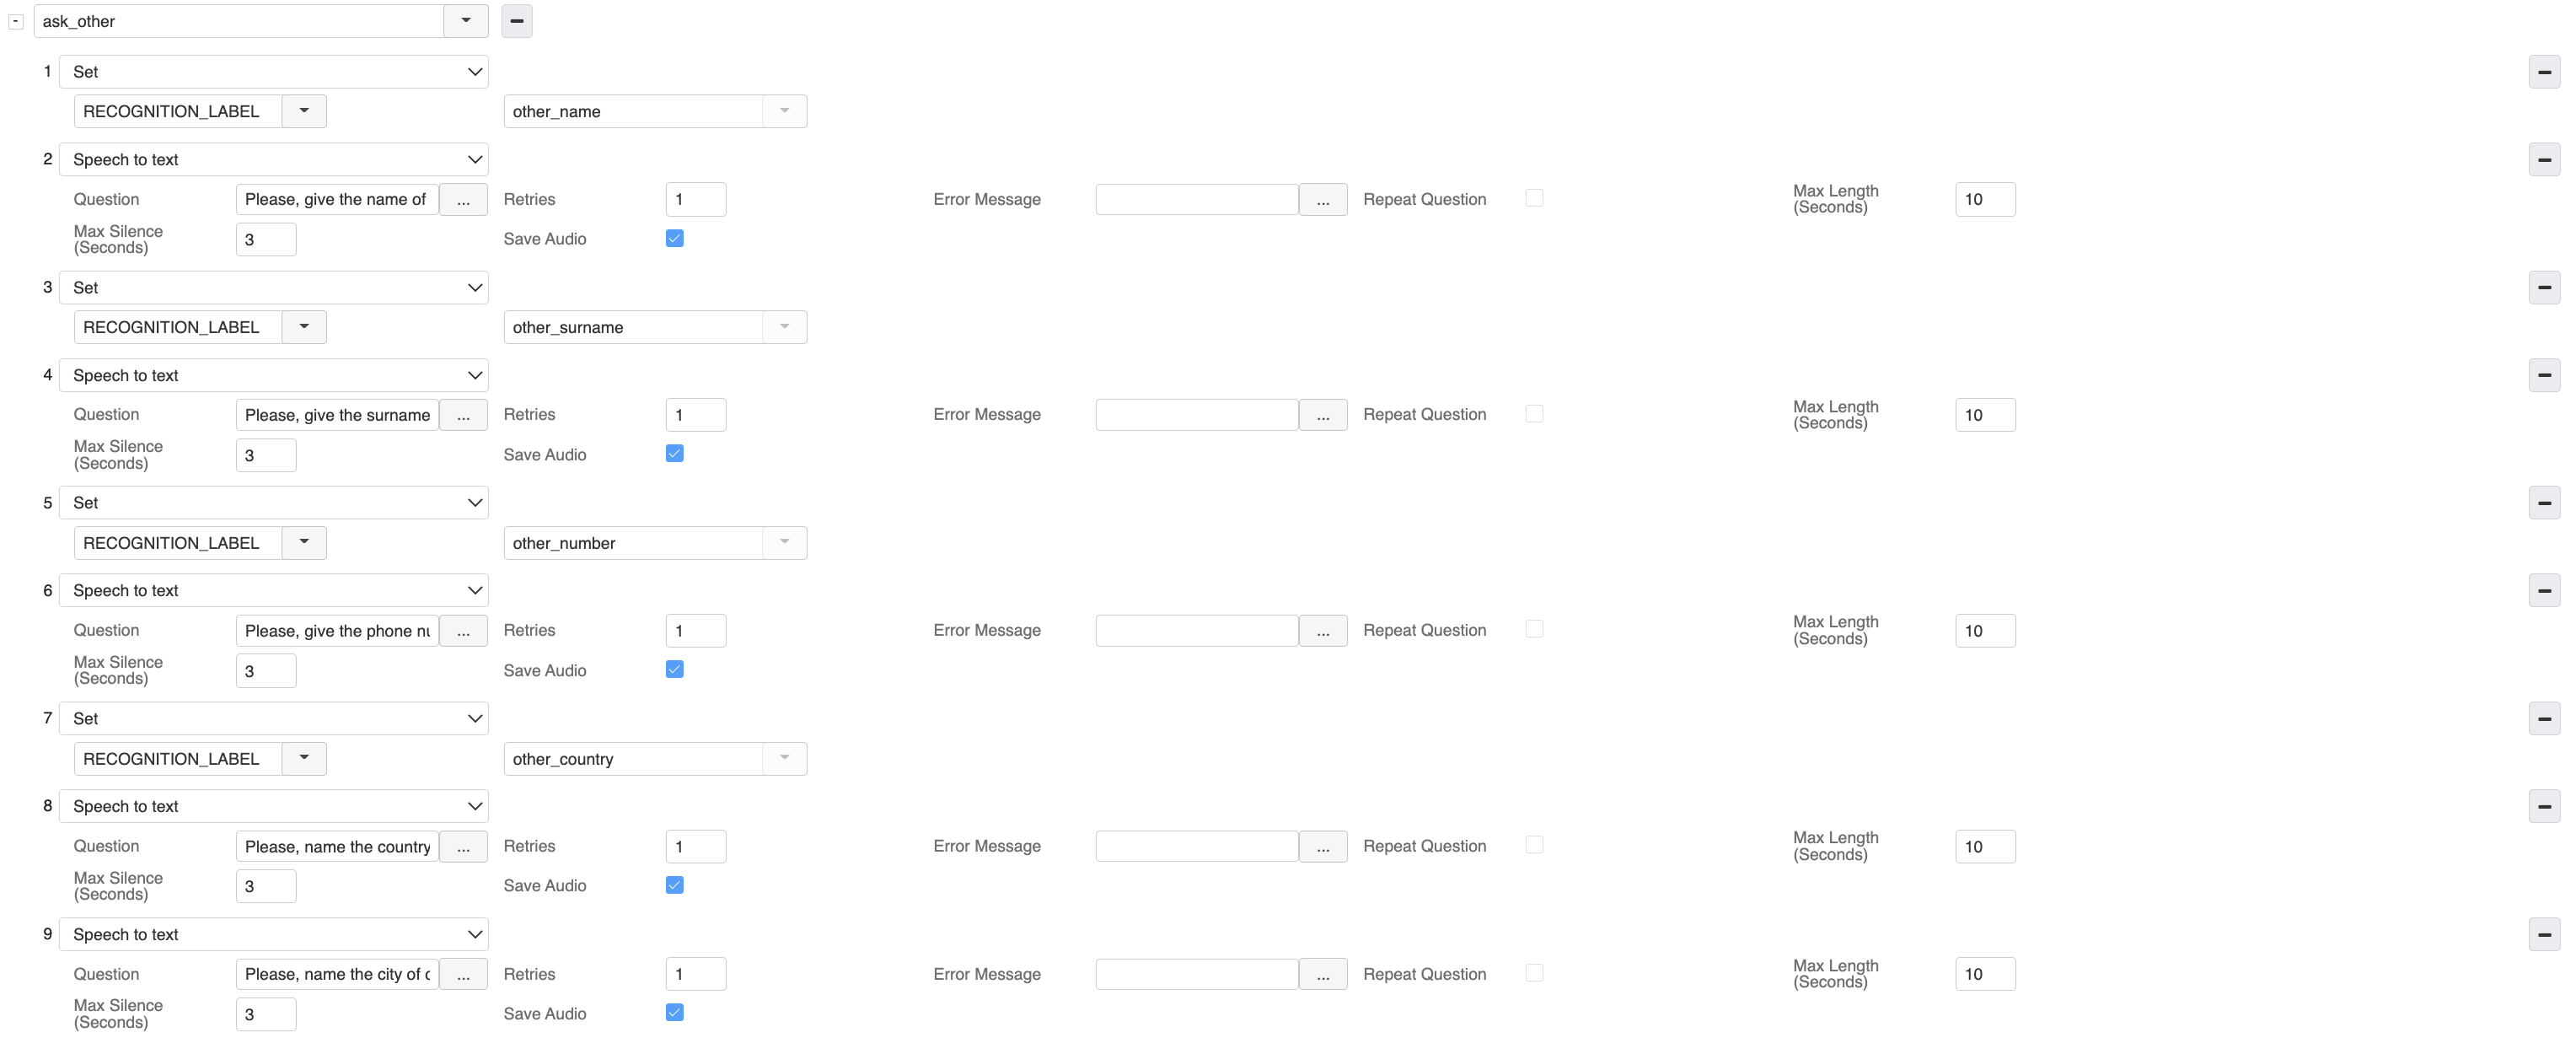 - ask_other
1 Set
RECOGNITION_LABEL other_name
2 Speech to text
Question Please, give the name of ... Retries 1 Error Message ... Repeat Question Max Length (Seconds) 10
Max Silence (Seconds) 3 Save Audio
3 Set
RECOGNITION_LABEL other_surname
4 Speech to text
Question Please, give the surname ... Retries 1 Error Message ... Repeat Question Max Length (Seconds) 10
Max Silence (Seconds) 3 Save Audio
5 Set
RECOGNITION_LABEL other_number
6 Speech to text
Question Please, give the phone nu ... Retries 1 Error Message ... Repeat Question Max Length (Seconds) 10
Max Silence (Seconds) 3 Save Audio
7 Set
RECOGNITION_LABEL other_country
8 Speech to text
Question Please, name the country ... Retries 1 Error Message ... Repeat Question Max Length (Seconds) 10
Max Silence (Seconds) 3 Save Audio
9 Speech to text
Question Please, name the city of ... Retries 1 Error Message ... Repeat Question Max Length (Seconds) 10
Max Silence (Seconds) 3 Save Audio